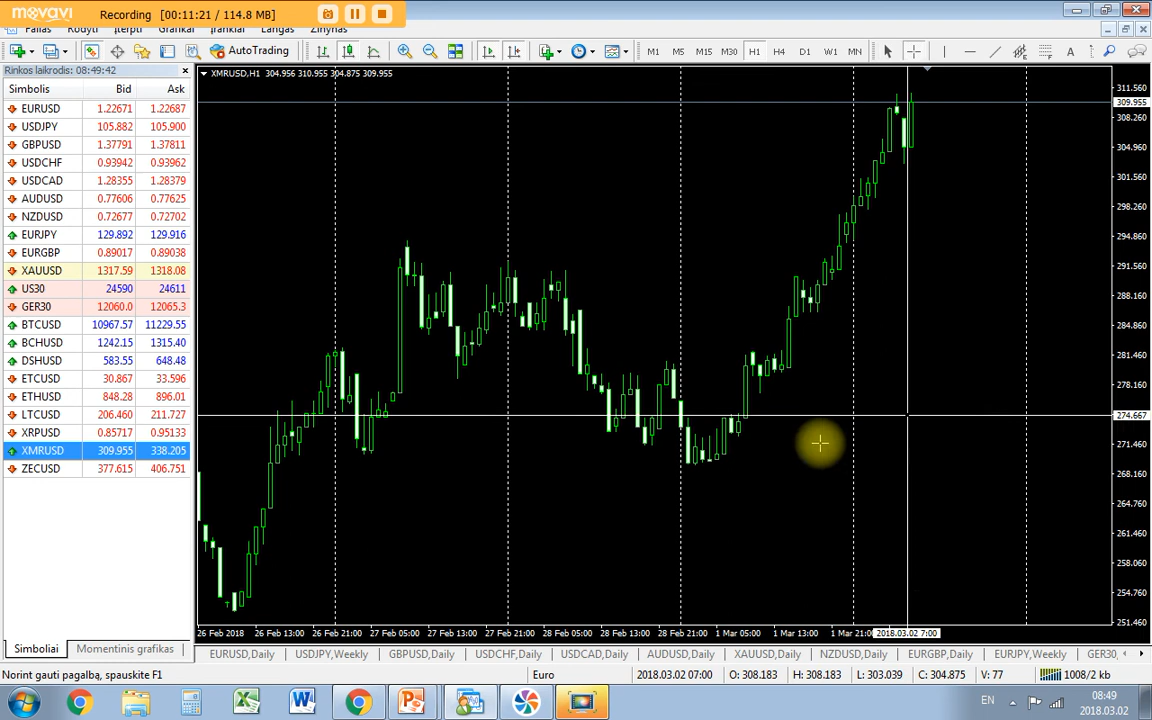 movavi Recording (00:11:21 / 114.8 MB)
Failas Rodyti Įterpti Grafikai Įrankiai Langas Žinynas
AutoTrading M1 M5 M15 M30 H1 H4 D1 W1 MN A
Rinkos laikrodis: 08:49:42
Simbolis Bid Ask
EURUSD 1.22671 1.22687
USDJPY 105.882 105.900
GBPUSD 1.37791 1.37811
USDCHF 0.93942 0.93962
USDCAD 1.28355 1.28379
AUDUSD 0.77606 0.77625
NZDUSD 0.72677 0.72702
EURJPY 129.892 129.916
EURGBP 0.89017 0.89038
XAUUSD 1317.59 1318.08
US30 24590 24611
GER30 12060.0 12065.3
BTCUSD 10967.57 11229.55
BCHUSD 1242.15 1315.40
DSHUSD 583.55 648.48
ETCUSD 30.867 33.596
ETHUSD 848.28 896.01
LTCUSD 206.460 211.727
XRPUSD 0.85717 0.95133
XMRUSD 309.955 338.205
ZECUSD 377.615 406.751
Simboliai Momentinis grafikas
XMRUSD,H1 304.956 310.955 304.875 309.955
311.560
309.955
308.260
304.960
301.560
298.260
294.860
291.560
288.160
284.860
281.460
278.160
274.667
271.460
268.160
264.760
261.460
258.060
254.760
251.460
26 Feb 2018 26 Feb 13:00 26 Feb 21:00 27 Feb 05:00 27 Feb 13:00 27 Feb 21:00 28 Feb 05:00 28 Feb 13:00 28 Feb 21:00 1 Mar 05:00 1 Mar 13:00 1 Mar 21:00 2018.03.02 7:00
EURUSD,Daily USDJPY,Weekly GBPUSD,Daily USDCHF,Daily USDCAD,Daily AUDUSD,Daily XAUUSD,Daily NZDUSD,Daily EURGBP,Daily EURJPY,Weekly GER30,
Norint gauti pagalbą, spauskite F1 Euro 2018.03.02 07:00 O: 308.183 H: 308.183 L: 303.039 C: 304.875 V: 77 1008/2 kb
EN 08:49
2018.03.02